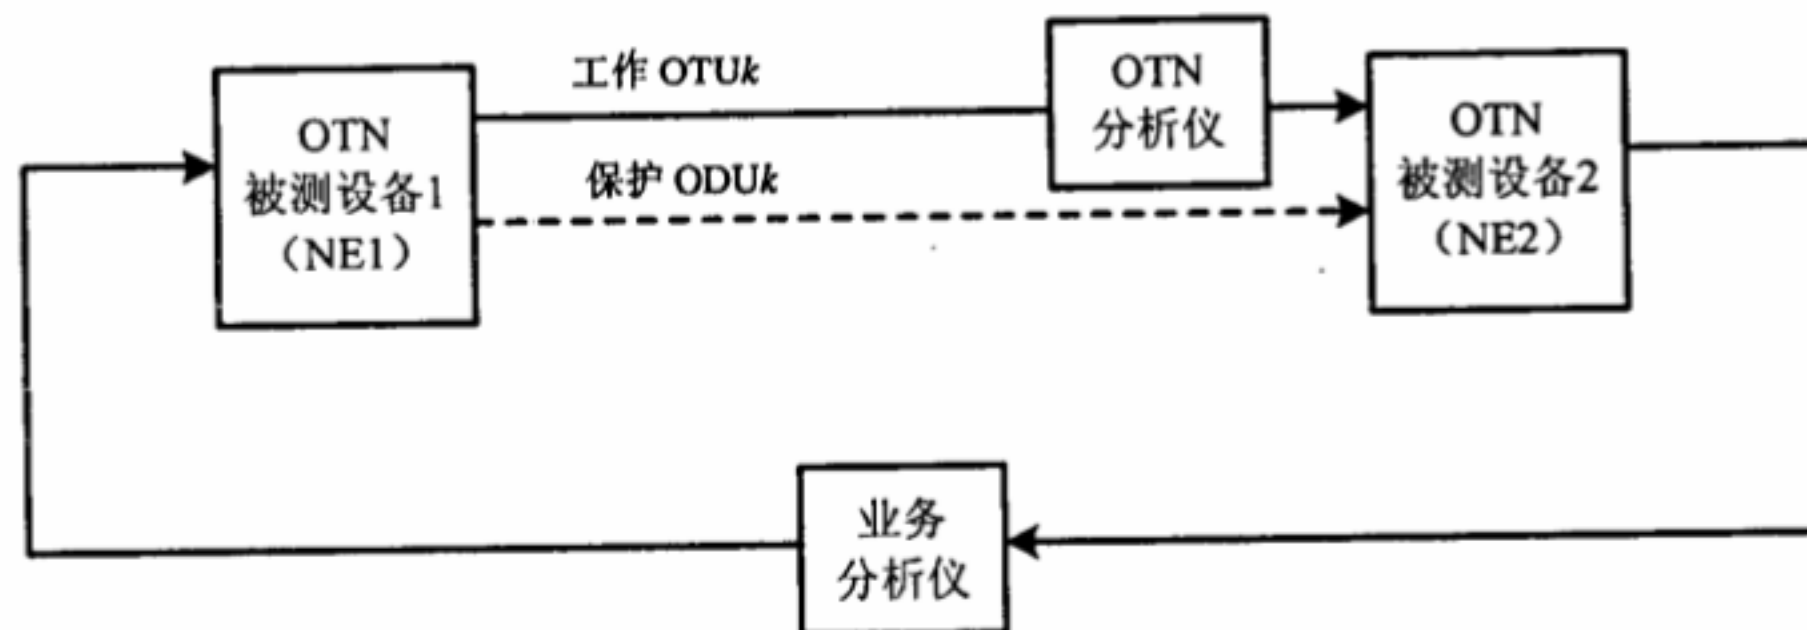 工作 OTUk
OTN
分析仪
OTN
被测设备1
（NE1）
保护 ODUk
OTN
被测设备2
（NE2）
业务
分析仪